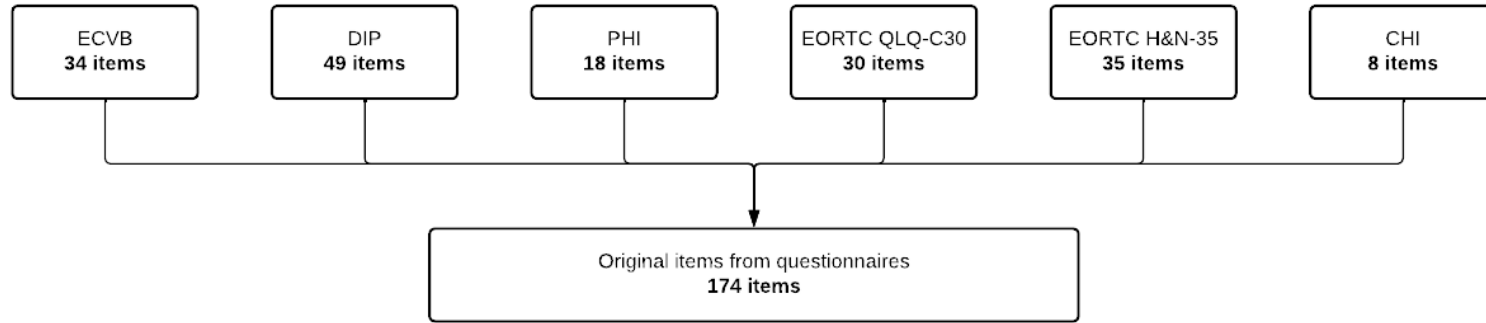 ECVB
34 items
DIP
49 items
PHI
18 items
EORTC QLQ-C30
30 items
EORTC H&N-35
35 items
CHI
8 items
Original items from questionnaires
174 items